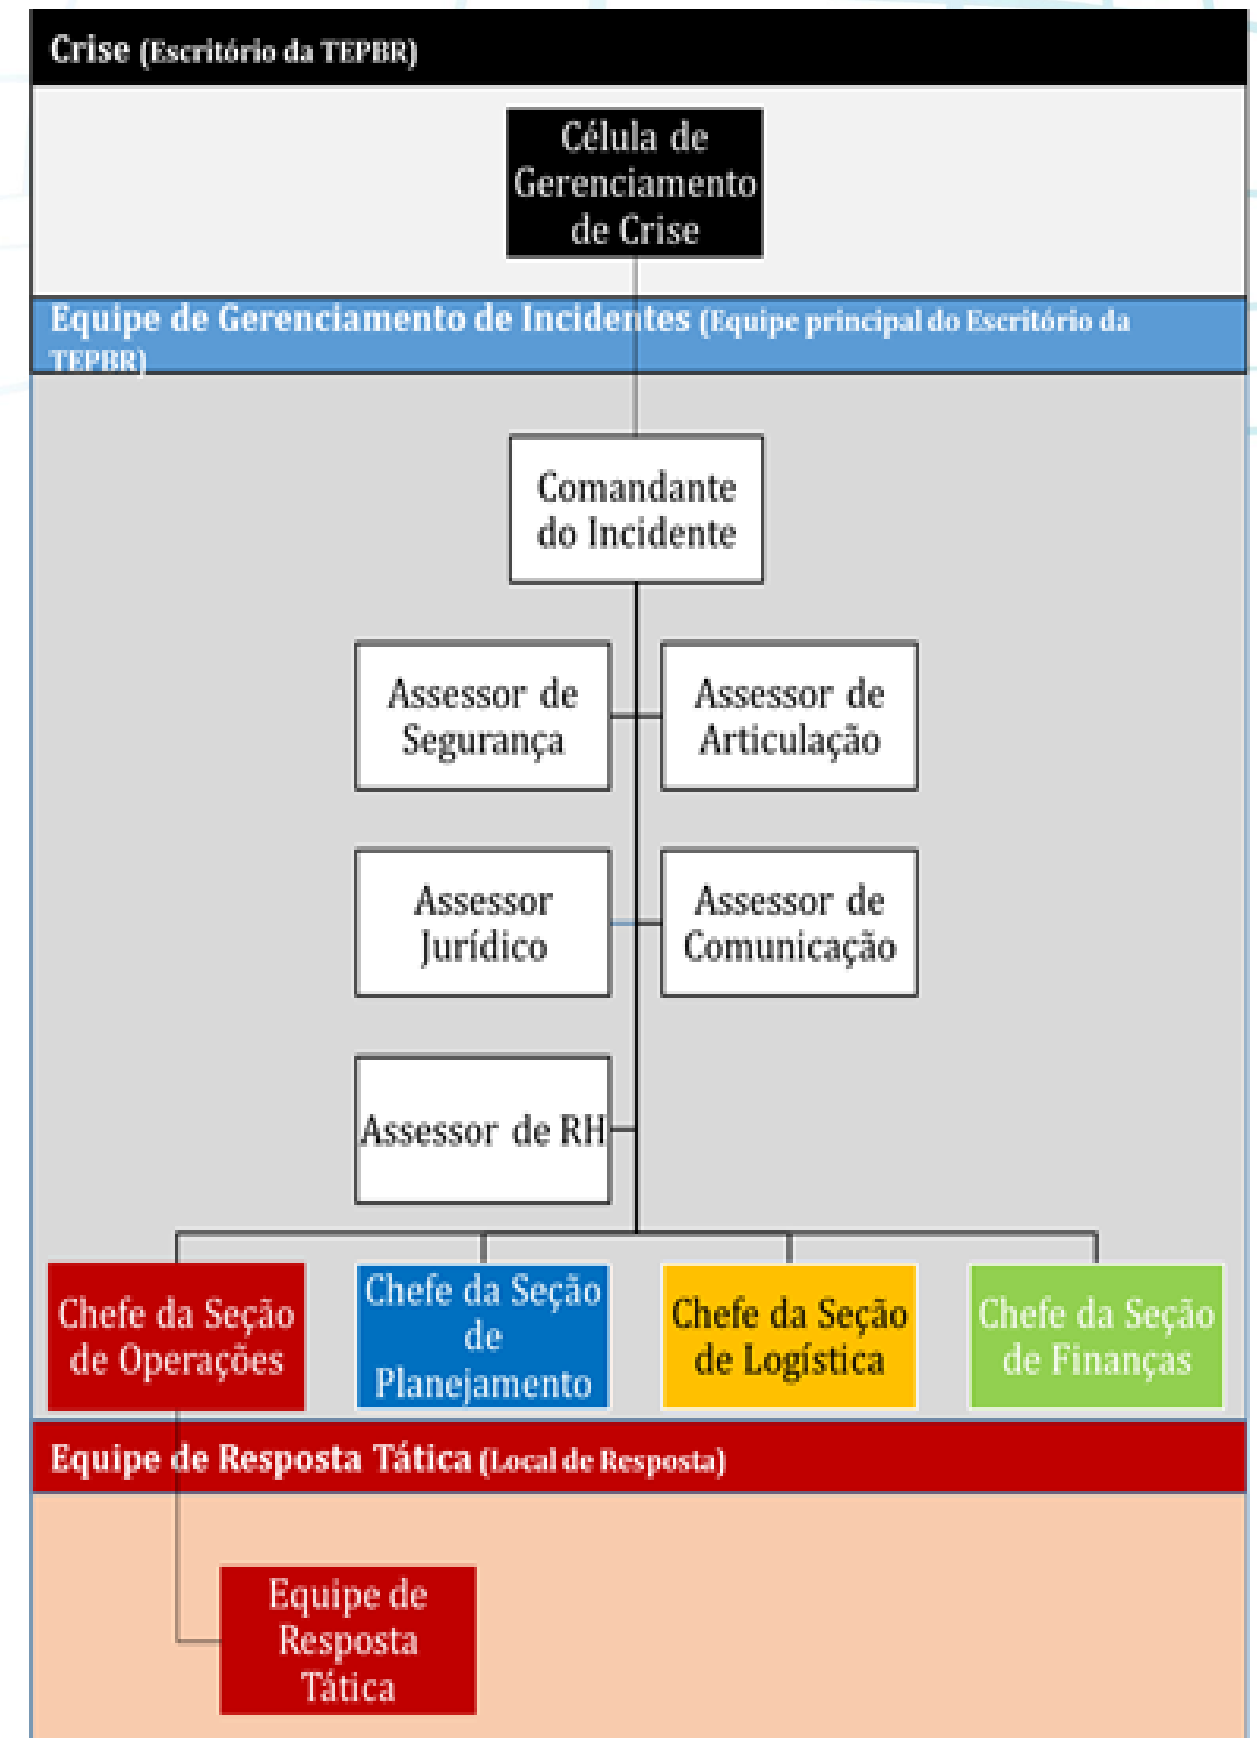 Crise (Escritório da TEPBR)
Célula de
Gerenciamento
de Crise
Equipe de Gerenciamento de Incidentes (Equipe principal do Escritório da
TEPBR)
Comandante
do Incidente
Assessor de
Segurança
Assessor de
Articulação
Assessor
Jurídico
Assessor de
Comunicação
Assessor de RH
Chefe da Seção
de Operações
Chefe da Seção
de
Planejamento
Chefe da Seção
de Logística
Chefe da Seção
de Finanças
Equipe de Resposta Tática (Local de Resposta)
Equipe de
Resposta
Tática